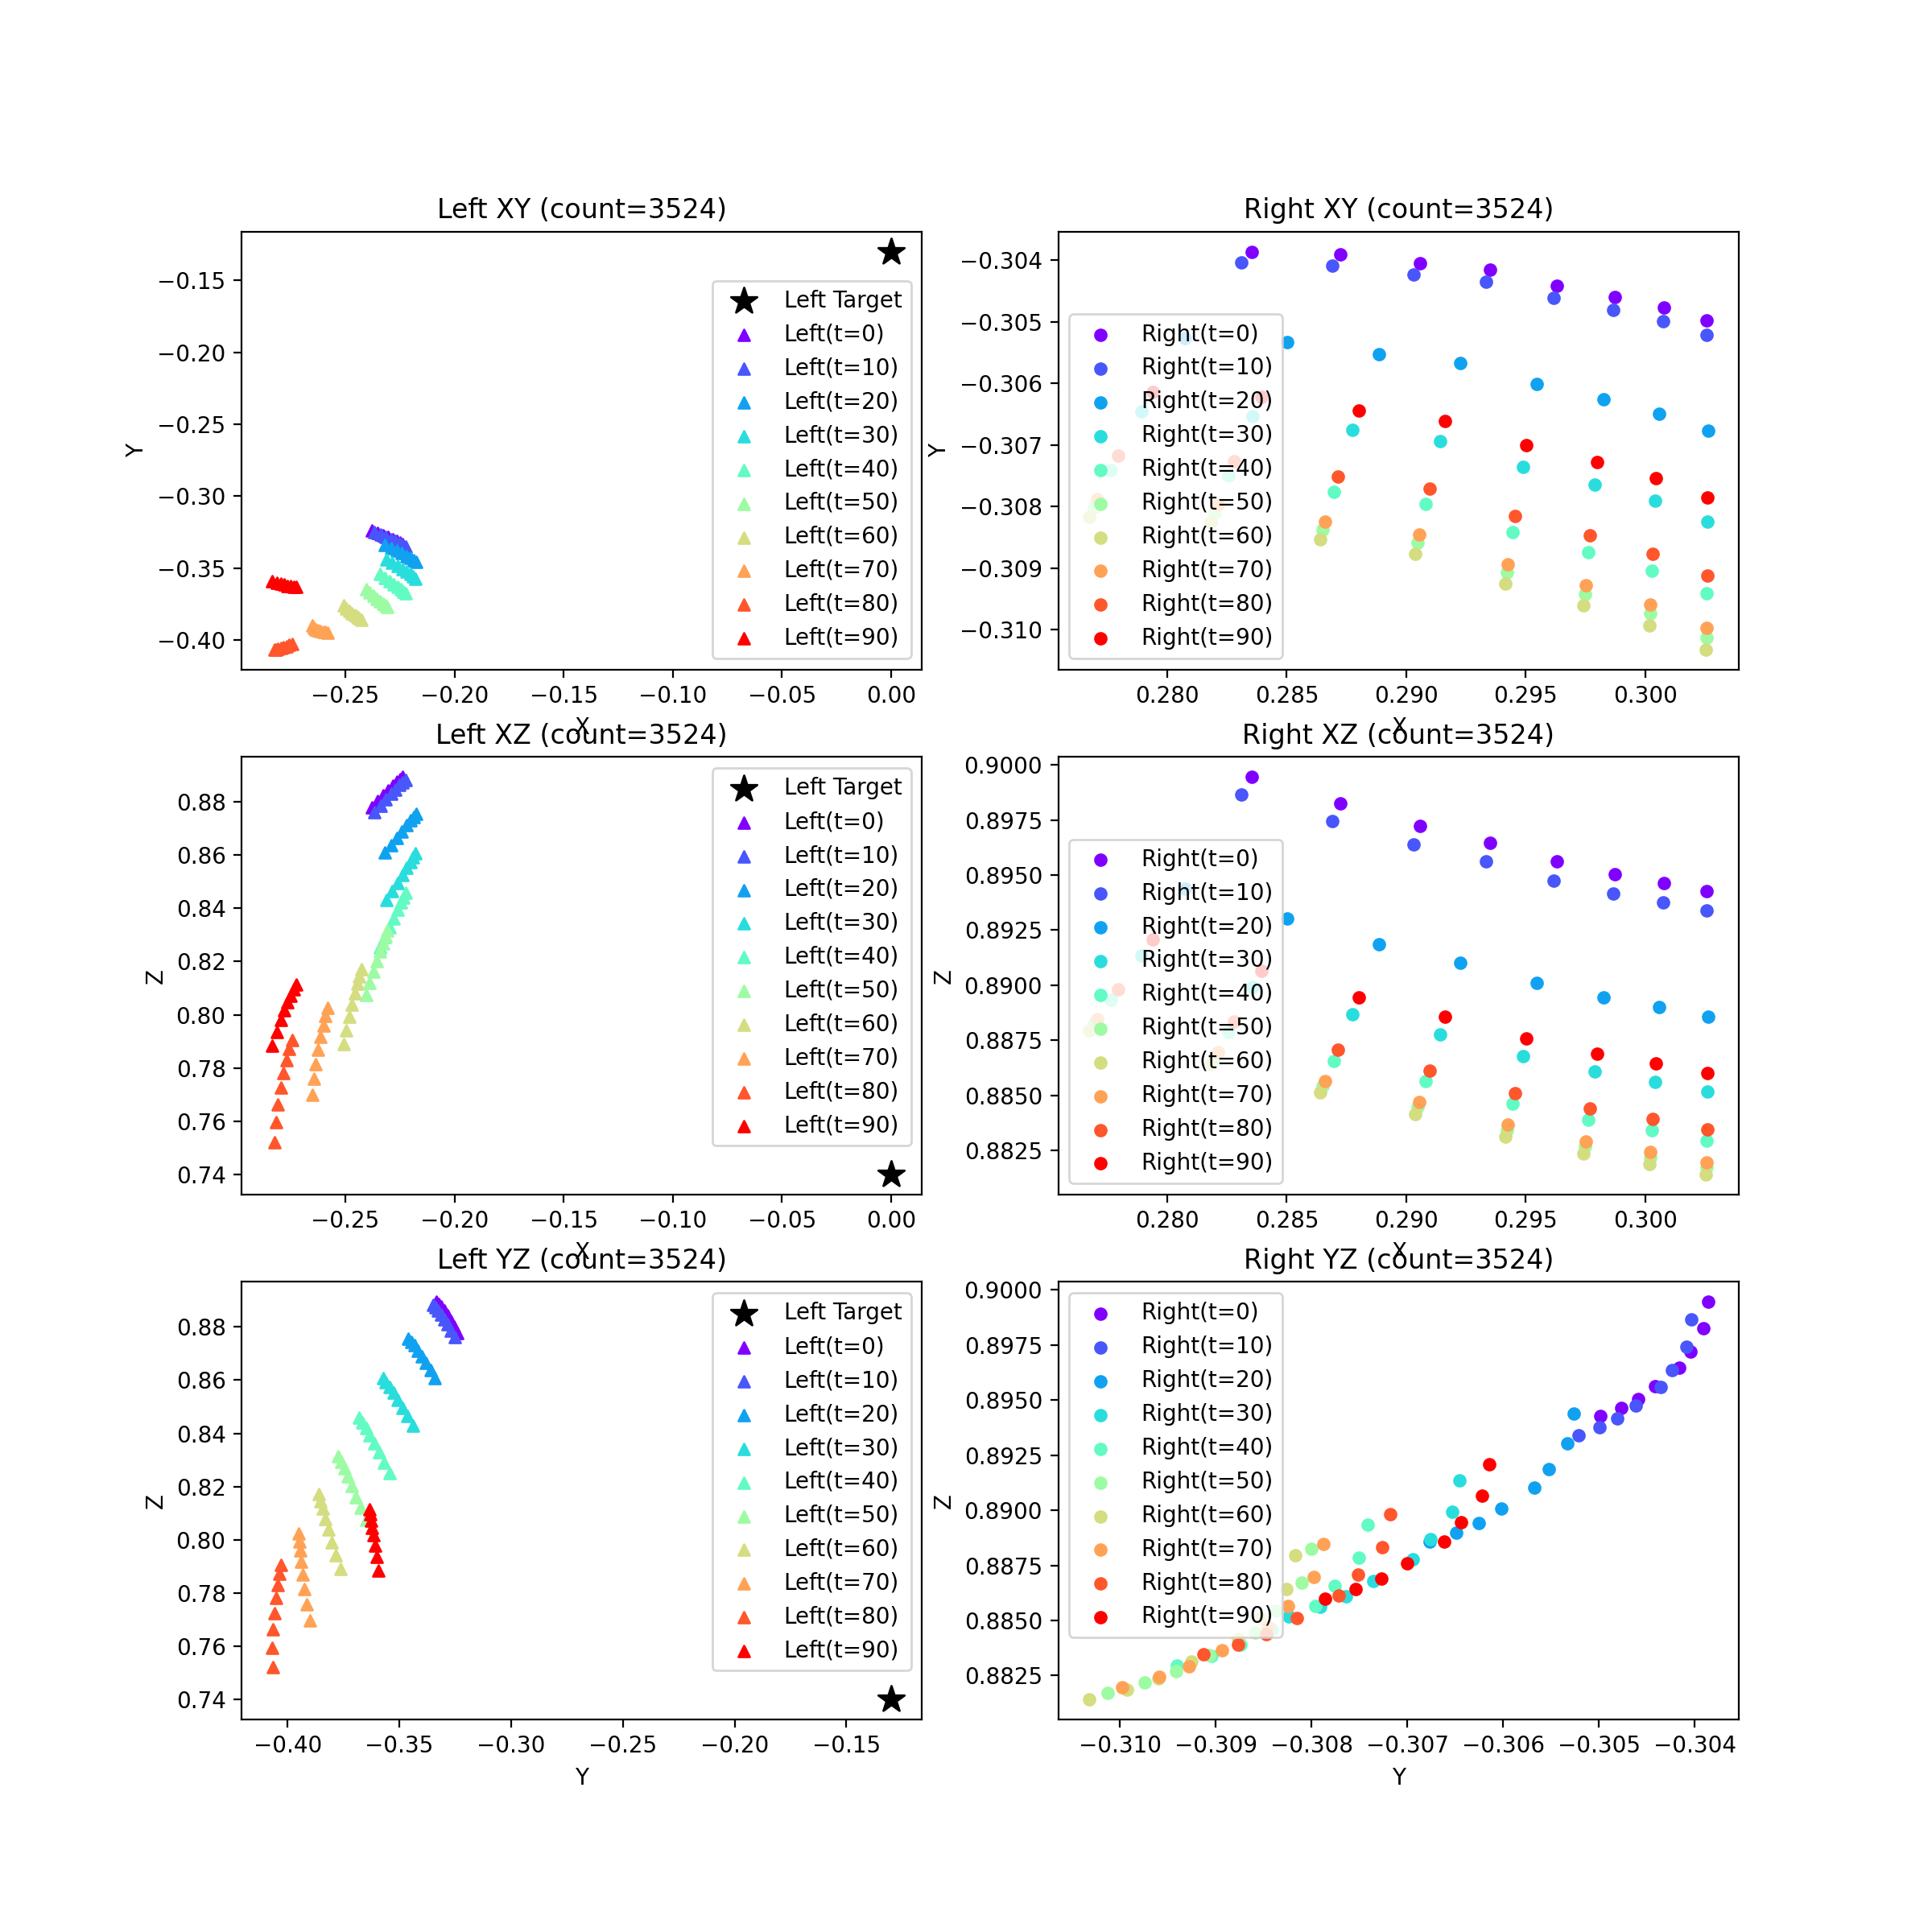 Left XY (count=3524)
Y
−0.15
−0.20
−0.25
−0.30
−0.35
−0.40
−0.25 −0.20 −0.15 −0.10 −0.05 0.00
X
Left Target
Left(t=0)
Left(t=10)
Left(t=20)
Left(t=30)
Left(t=40)
Left(t=50)
Left(t=60)
Left(t=70)
Left(t=80)
Left(t=90)
Right XY (count=3524)
Y
−0.304
−0.305
−0.306
−0.307
−0.308
−0.309
−0.310
0.280 0.285 0.290 0.295 0.300
X
Right(t=0)
Right(t=10)
Right(t=20)
Right(t=30)
Right(t=40)
Right(t=50)
Right(t=60)
Right(t=70)
Right(t=80)
Right(t=90)
Left XZ (count=3524)
Z
0.88
0.86
0.84
0.82
0.80
0.78
0.76
0.74
−0.25 −0.20 −0.15 −0.10 −0.05 0.00
X
Left Target
Left(t=0)
Left(t=10)
Left(t=20)
Left(t=30)
Left(t=40)
Left(t=50)
Left(t=60)
Left(t=70)
Left(t=80)
Left(t=90)
Right XZ (count=3524)
Z
0.9000
0.8975
0.8950
0.8925
0.8900
0.8875
0.8850
0.8825
0.280 0.285 0.290 0.295 0.300
X
Right(t=0)
Right(t=10)
Right(t=20)
Right(t=30)
Right(t=40)
Right(t=50)
Right(t=60)
Right(t=70)
Right(t=80)
Right(t=90)
Left YZ (count=3524)
Z
0.88
0.86
0.84
0.82
0.80
0.78
0.76
0.74
−0.40 −0.35 −0.30 −0.25 −0.20 −0.15
Y
Left Target
Left(t=0)
Left(t=10)
Left(t=20)
Left(t=30)
Left(t=40)
Left(t=50)
Left(t=60)
Left(t=70)
Left(t=80)
Left(t=90)
Right YZ (count=3524)
Z
0.9000
0.8975
0.8950
0.8925
0.8900
0.8875
0.8850
0.8825
−0.310 −0.309 −0.308 −0.307 −0.306 −0.305 −0.304
Y
Right(t=0)
Right(t=10)
Right(t=20)
Right(t=30)
Right(t=40)
Right(t=50)
Right(t=60)
Right(t=70)
Right(t=80)
Right(t=90)